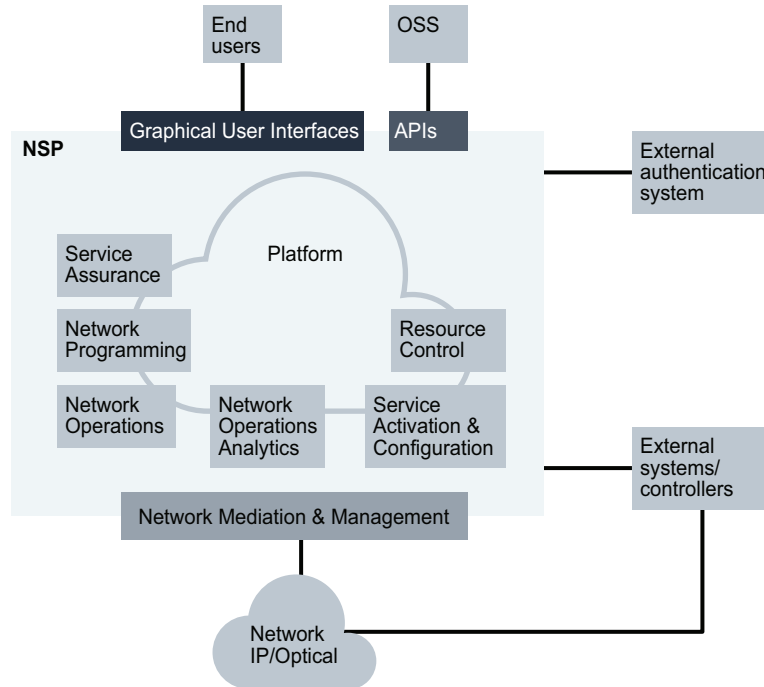 End
users
OSS
Graphical User Interfaces
APIs
NSP
External
authentication
system
Platform
Service
Assurance
Network
Programming
Resource
Control
Network
Operations
Network
Operations
Analytics
Service
Activation &
Configuration
External
systems/
controllers
Network Mediation & Management
Network
IP/Optical